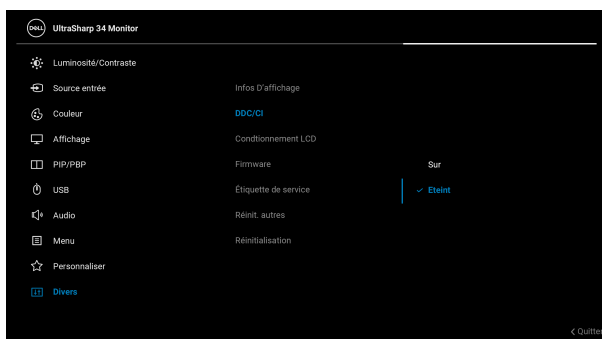 DELL UltraSharp 34 Monitor
Luminosité/Contraste
Source entrée
Infos D'affichage
Couleur
DDC/CI
Affichage
Condtionnement LCD
PIP/PBP
Firmware
Sur
USB
Étiquette de service
Eteint
Audio
Réinit. autres
Menu
Réinitialisation
Personnaliser
Divers
Quitter